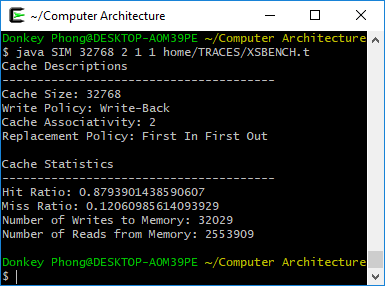 ~/Computer Architecture
Donkey Phong@DESKTOP-AOM39PE ~/Computer Architecture
$ java SIM 32768 2 1 1 home/TRACES/XSBENCH.t
Cache Descriptions
---------------------------------------
Cache Size: 32768
Write Policy: Write-Back
Cache Associativity: 2
Replacement Policy: First In First Out
Cache Statistics
---------------------------------------
Hit Ratio: 0.8793901438590607
Miss Ratio: 0.12060985614093929
Number of Writes to Memory: 32029
Number of Reads from Memory: 2553909
Donkey Phong@DESKTOP-AOM39PE ~/Computer Architecture
$